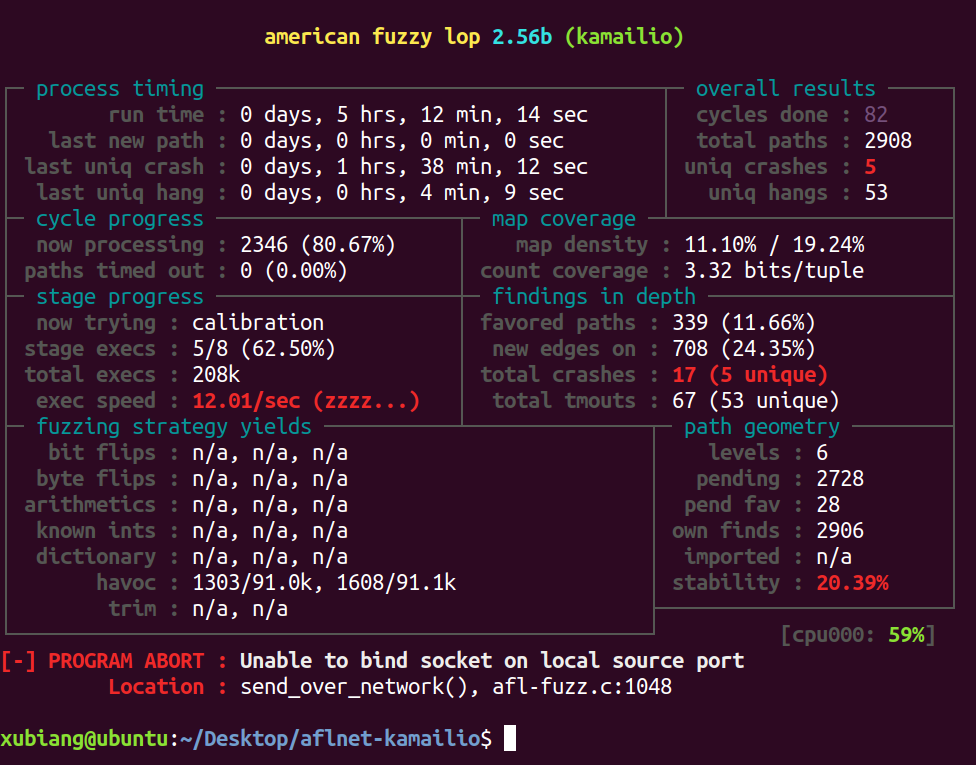 american fuzzy lop 2.56b (kamailio)
process timing overall results
run time : 0 days, 5 hrs, 12 min, 14 sec cycles done : 82
last new path : 0 days, 0 hrs, 0 min, 0 sec total paths : 2908
last uniq crash : 0 days, 1 hrs, 38 min, 12 sec uniq crashes : 5
last uniq hang : 0 days, 0 hrs, 4 min, 9 sec uniq hangs : 53
cycle progress map coverage
now processing : 2346 (80.67%) map density : 11.10% / 19.24%
paths timed out : 0 (0.00%) count coverage : 3.32 bits/tuple
stage progress findings in depth
now trying : calibration favored paths : 339 (11.66%)
stage execs : 5/8 (62.50%) new edges on : 708 (24.35%)
total execs : 208k total crashes : 17 (5 unique)
exec speed : 12.01/sec (zzzz...) total tmouts : 67 (53 unique)
fuzzing strategy yields path geometry
bit flips : n/a, n/a, n/a levels : 6
byte flips : n/a, n/a, n/a pending : 2728
arithmetics : n/a, n/a, n/a pend fav : 28
known ints : n/a, n/a, n/a own finds : 2906
dictionary : n/a, n/a, n/a imported : n/a
havoc : 1303/91.0k, 1608/91.1k stability : 20.39%
trim : n/a, n/a
[cpu000: 59%]
[-] PROGRAM ABORT : Unable to bind socket on local source port
Location : send_over_network(), afl-fuzz.c:1048
xubiang@ubuntu:~/Desktop/aflnet-kamailio$